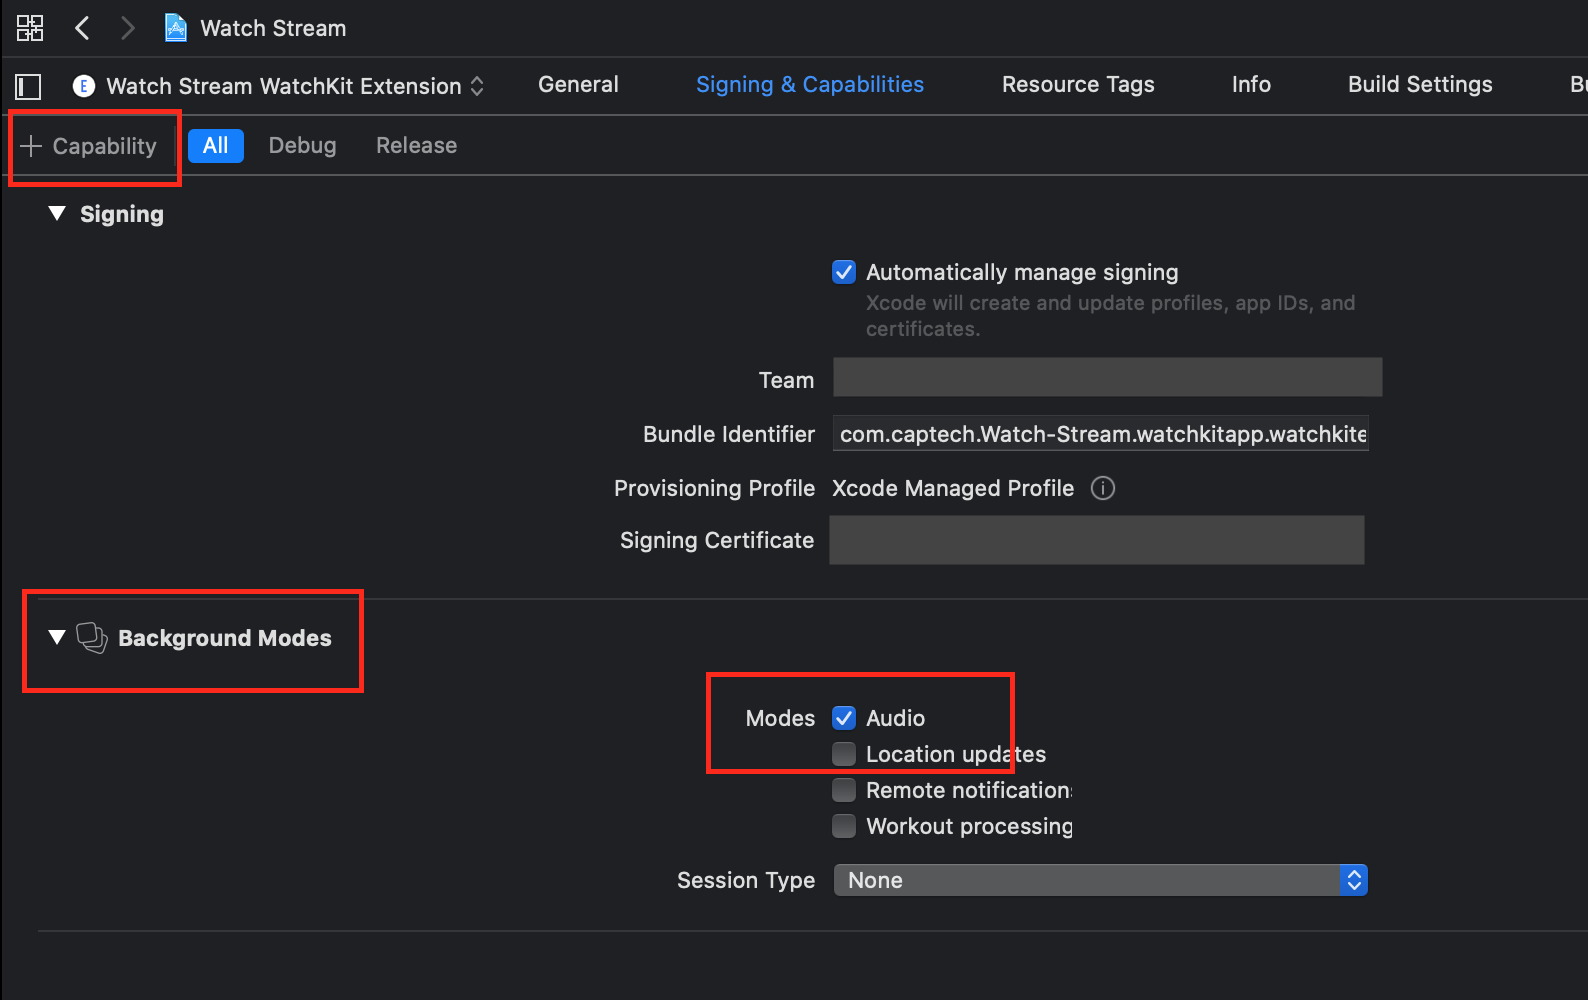 Watch Stream
E Watch Stream WatchKit Extension General Signing & Capabilities Resource Tags Info Build Settings
+ Capability All Debug Release
Signing
Automatically manage signing
Xcode will create and update profiles, app IDs, and
certificates.
Team
Bundle Identifier com.captech.Watch-Stream.watchkitapp.watchkite
Provisioning Profile Xcode Managed Profile
Signing Certificate
Background Modes
Modes Audio
Location updates
Remote notifications
Workout processing
Session Type None